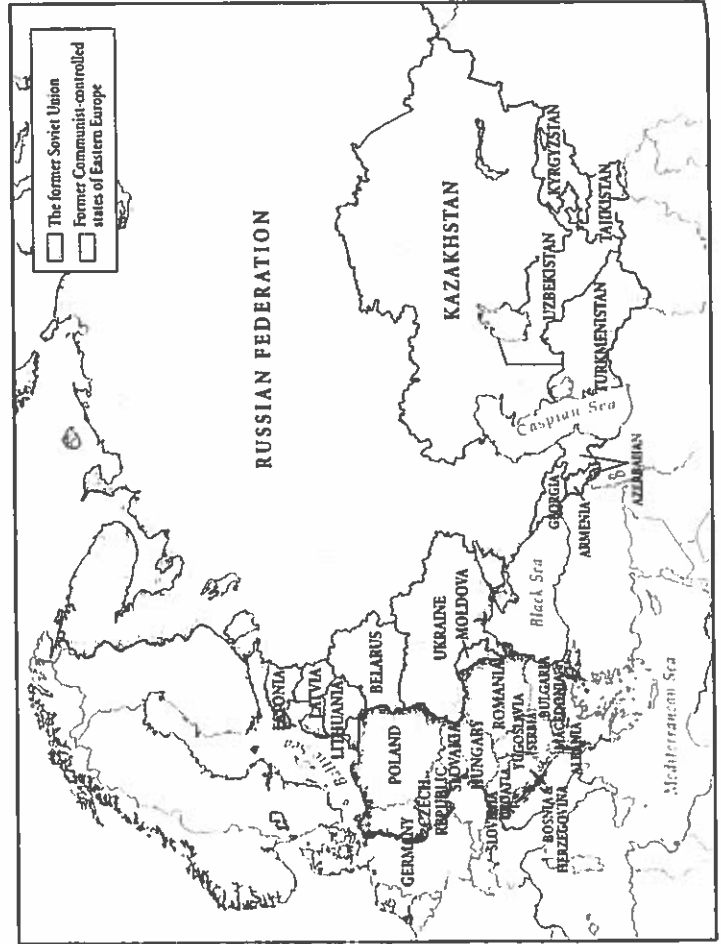 The former Soviet Union
Former Communist-controlled
states of Eastern Europe
RUSSIAN FEDERATION
ESTONIA
LATVIA
LITHUANIA
Baltic Sea
BELARUS
POLAND
GERMANY
CZECH
REPUBLIC
SLOVAKIA
UKRAINE
MOLDOVA
HUNGARY
ROMANIA
SLOVENIA
CROATIA
YUGOSLAVIA
(SERBIA)
BOSNIA &
HERZEGOVINA
BULGARIA
MACEDONIA
ALBANIA
Black Sea
Mediterranean Sea
GEORGIA
ARMENIA
AZERBAIJAN
Caspian Sea
KAZAKHSTAN
UZBEKISTAN
TURKMENISTAN
KYRGYZSTAN
TAJIKISTAN